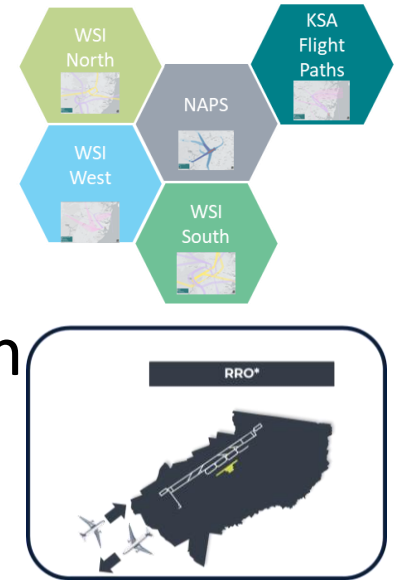 WSI
North
KSA
Flight
Paths
NAPS
WSI
West
WSI
South
n
RRO*